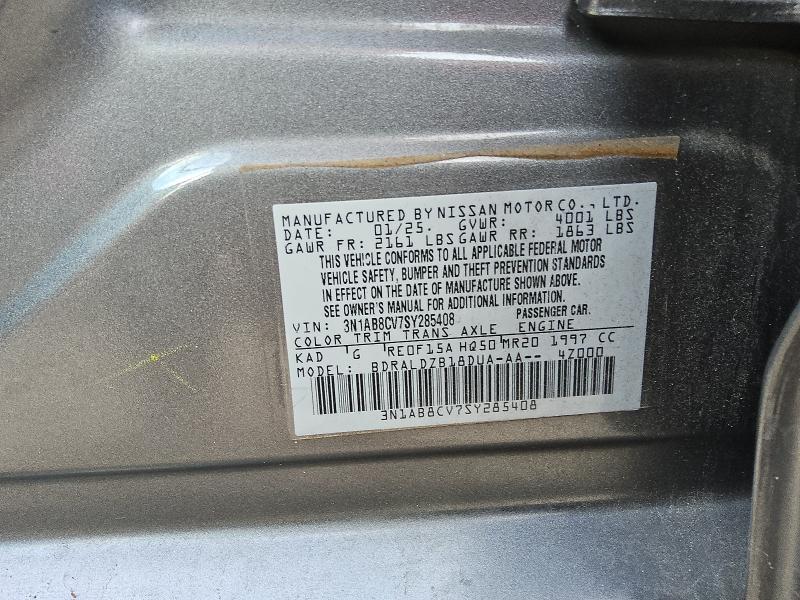 MANUFACTURED BY NISSAN MOTOR CO., LTD.
DATE: 01/25. GVWR: 4001 LBS
GAWR FR: 2161 LBS GAWR RR: 1863 LBS
THIS VEHICLE CONFORMS TO ALL APPLICABLE FEDERAL MOTOR
VEHICLE SAFETY, BUMPER AND THEFT PREVENTION STANDARDS
IN EFFECT ON THE DATE OF MANUFACTURE SHOWN ABOVE.
SEE OWNER'S MANUAL FOR ADDITIONAL INFORMATION.
VIN: 3N1AB8CV7SY285408 PASSENGER CAR.
COLOR TRIM TRANS AXLE ENGINE
KAD G RE0F15A HQ50 MR20 1997 CC
MODEL: BDRALDZB18DUA-AA-- 4Z000
3N1AB8CV7SY285408